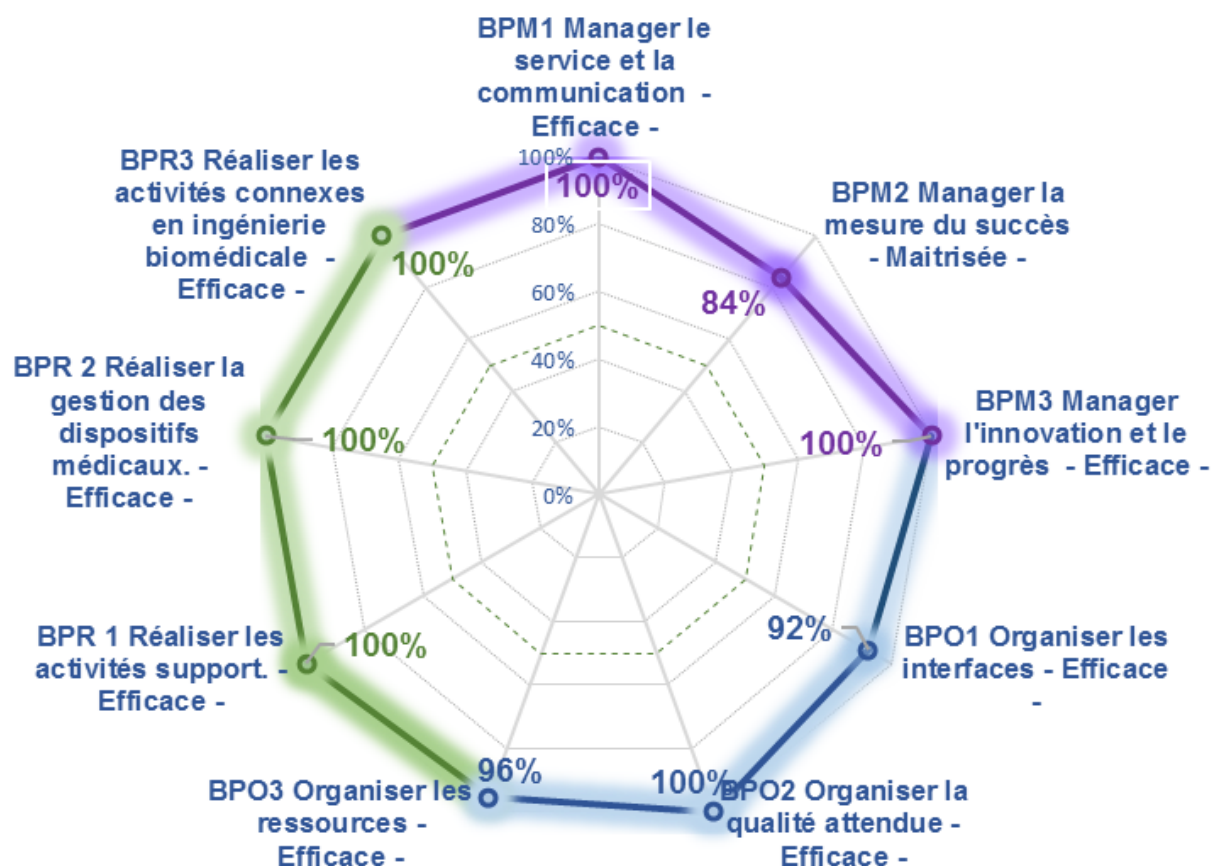 BPM1 Manager le
service et la
communication -
Efficace -
100%
100%
80%
60%
40%
20%
0%
BPM2 Manager la
mesure du succès
- Maitrisée -
84%
BPM3 Manager
l'innovation et le
progrès - Efficace -
100%
BPO1 Organiser les
interfaces - Efficace
-
92%
BPO2 Organiser la
qualité attendue -
Efficace -
100%
BPO3 Organiser les
ressources -
Efficace -
96%
BPR 1 Réaliser les
activités support. -
Efficace -
100%
BPR 2 Réaliser la
gestion des
dispositifs
médicaux. -
Efficace -
100%
BPR3 Réaliser les
activités connexes
en ingénierie
biomédicale -
Efficace -
100%